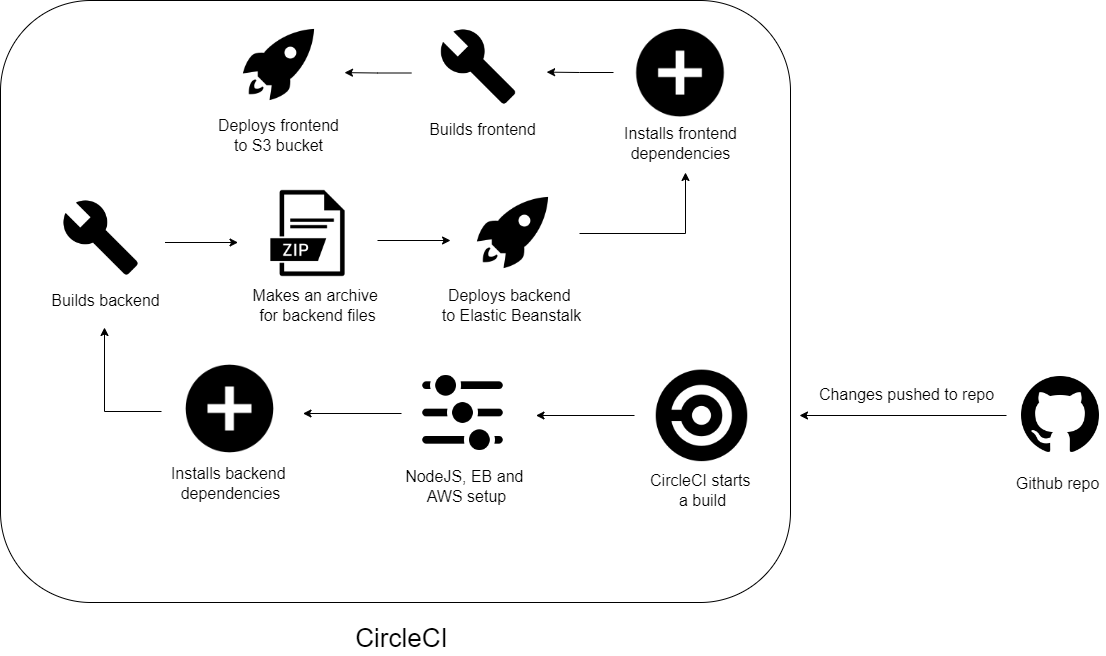 Deploys frontend
to S3 bucket
Builds frontend
Installs frontend
dependencies
Builds backend
ZIP
Makes an archive
for backend files
Deploys backend
to Elastic Beanstalk
Installs backend
dependencies
NodeJS, EB and
AWS setup
CircleCI starts
a build
Changes pushed to repo
Github repo
CircleCI